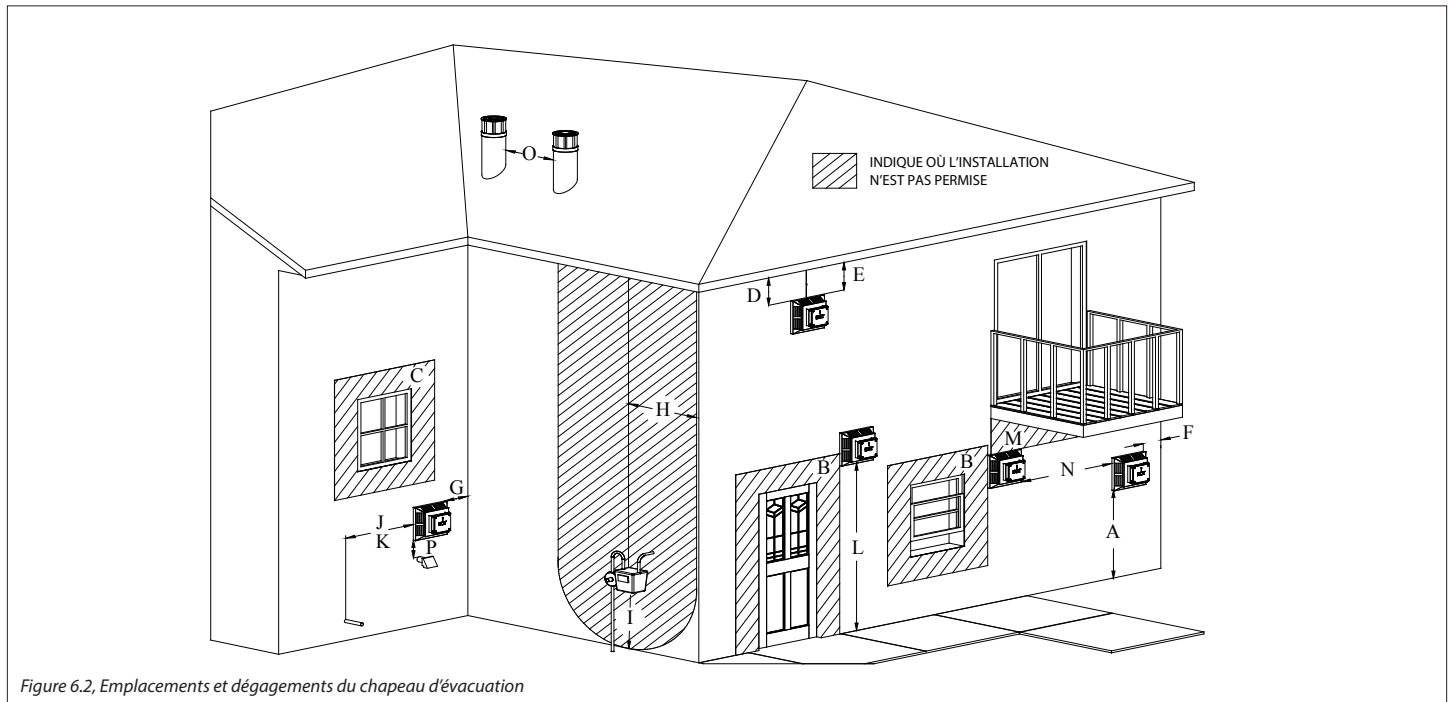 O
INDIQUE OÙ L'INSTALLATION
N'EST PAS PERMISE
D
E
C
H
G
J
K
P
I
B
L
B
M
N
F
A
Figure 6.2, Emplacements et dégagements du chapeau d'évacuation